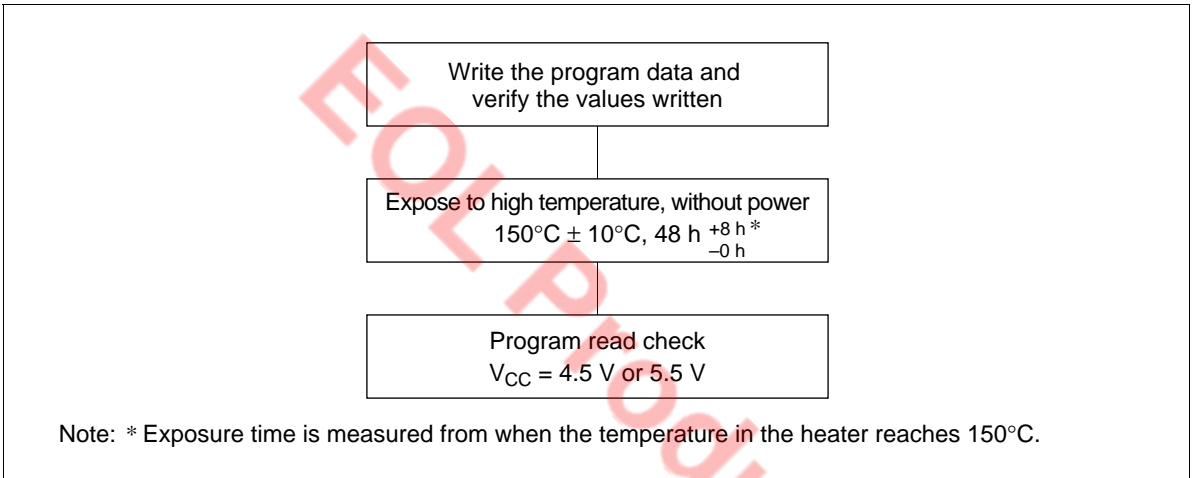 Write the program data and
verify the values written
Expose to high temperature, without power
150°C ± 10°C, 48 h +8 h *
−0 h
Program read check
VCC = 4.5 V or 5.5 V
Note: * Exposure time is measured from when the temperature in the heater reaches 150°C.
EOL Produ